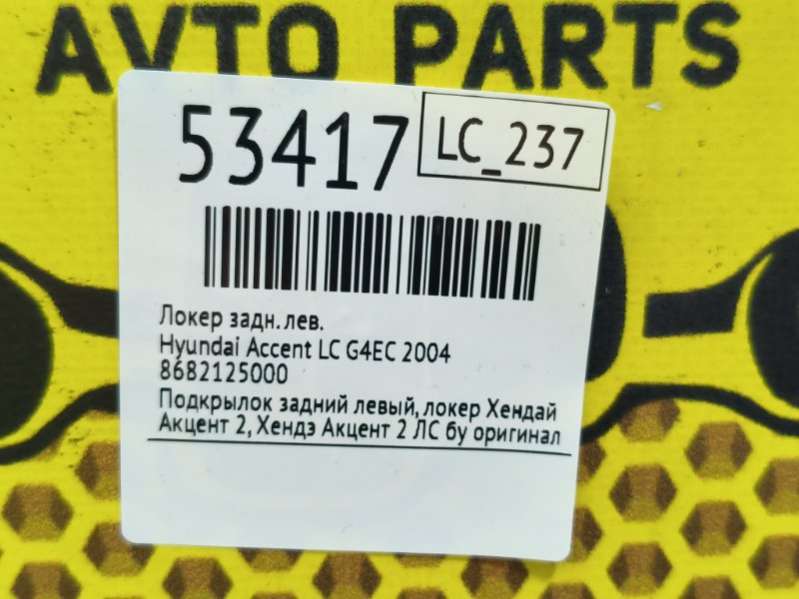 AVTO PARTS
53417
LC_237
Локер задн. лев.
Hyundai Accent LC G4EC 2004
8682125000
Подкрылок задний левый, локер Хендай
Акцент 2, Хендэ Акцент 2 ЛС бу оригинал